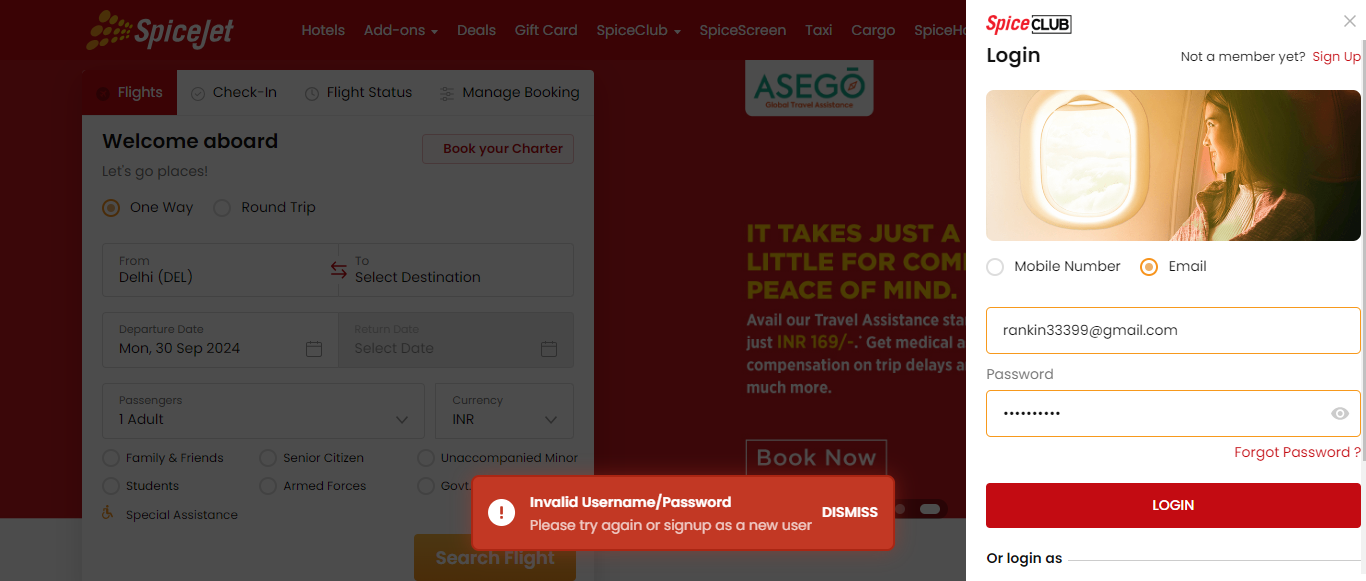 SpiceJet
Hotels Add-ons Deals Gift Card SpiceClub SpiceScreen Taxi Cargo
Flights Check-In Flight Status Manage Booking
Welcome aboard
Book your Charter
Let's go places!
One Way Round Trip
From
Delhi (DEL)
To
Select Destination
Departure Date
Mon, 30 Sep 2024
Return Date
Select Date
Passengers
1 Adult
Currency
INR
Family & Friends Senior Citizen Unaccompanied Minor
Students Armed Forces Govt.
Special Assistance
Search Flight
ASEGO
Global Travel Assistance
IT TAKES JUST A
LITTLE FOR COM
PEACE OF MIND.
Avail our Travel Assistance sta
just INR 169/-.* Get medical a
compensation on trip delays a
much more.
Book Now
Invalid Username/Password
Please try again or signup as a new user
DISMISS
SpiceCLUB
Login
Not a member yet? Sign Up
Mobile Number Email
rankin33399@gmail.com
Password
••••••••••
Forgot Password ?
LOGIN
Or login as